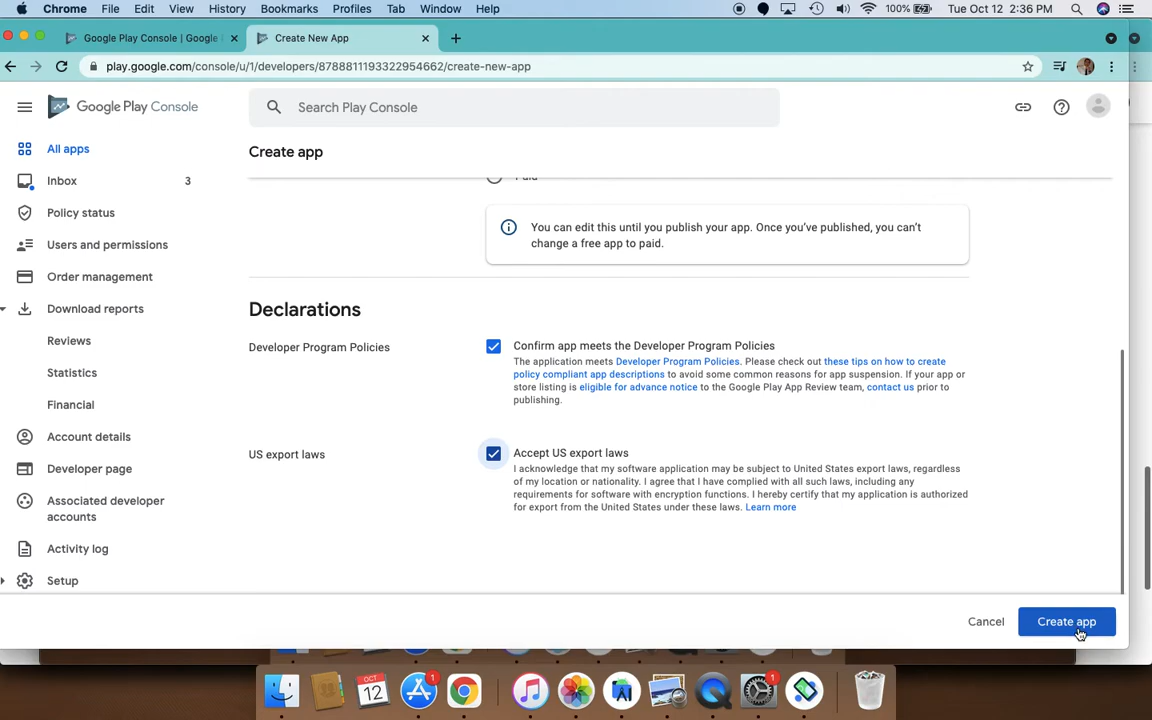 Chrome File Edit View History Bookmarks Profiles Tab Window Help 100% Tue Oct 12 2:36 PM
Google Play Console | Google
Create New App
play.google.com/console/u/1/developers/8788811193322954662/create-new-app
Google Play Console
Search Play Console
All apps
Create app
Inbox 3
Paid
Policy status
You can edit this until you publish your app. Once you've published, you can't
change a free app to paid.
Users and permissions
Order management
Download reports
Declarations
Reviews
Developer Program Policies
Confirm app meets the Developer Program Policies
The application meets Developer Program Policies. Please check out these tips on how to create
policy compliant app descriptions to avoid some common reasons for app suspension. If your app or
store listing is eligible for advance notice to the Google Play App Review team, contact us prior to
publishing.
Statistics
Financial
Account details
US export laws
Accept US export laws
I acknowledge that my software application may be subject to United States export laws, regardless
of my location or nationality. I agree that I have complied with all such laws, including any
requirements for software with encryption functions. I hereby certify that my application is authorized
for export from the United States under these laws. Learn more
Developer page
Associated developer
accounts
Activity log
Setup
Cancel
Create app
OCT
12
1
1